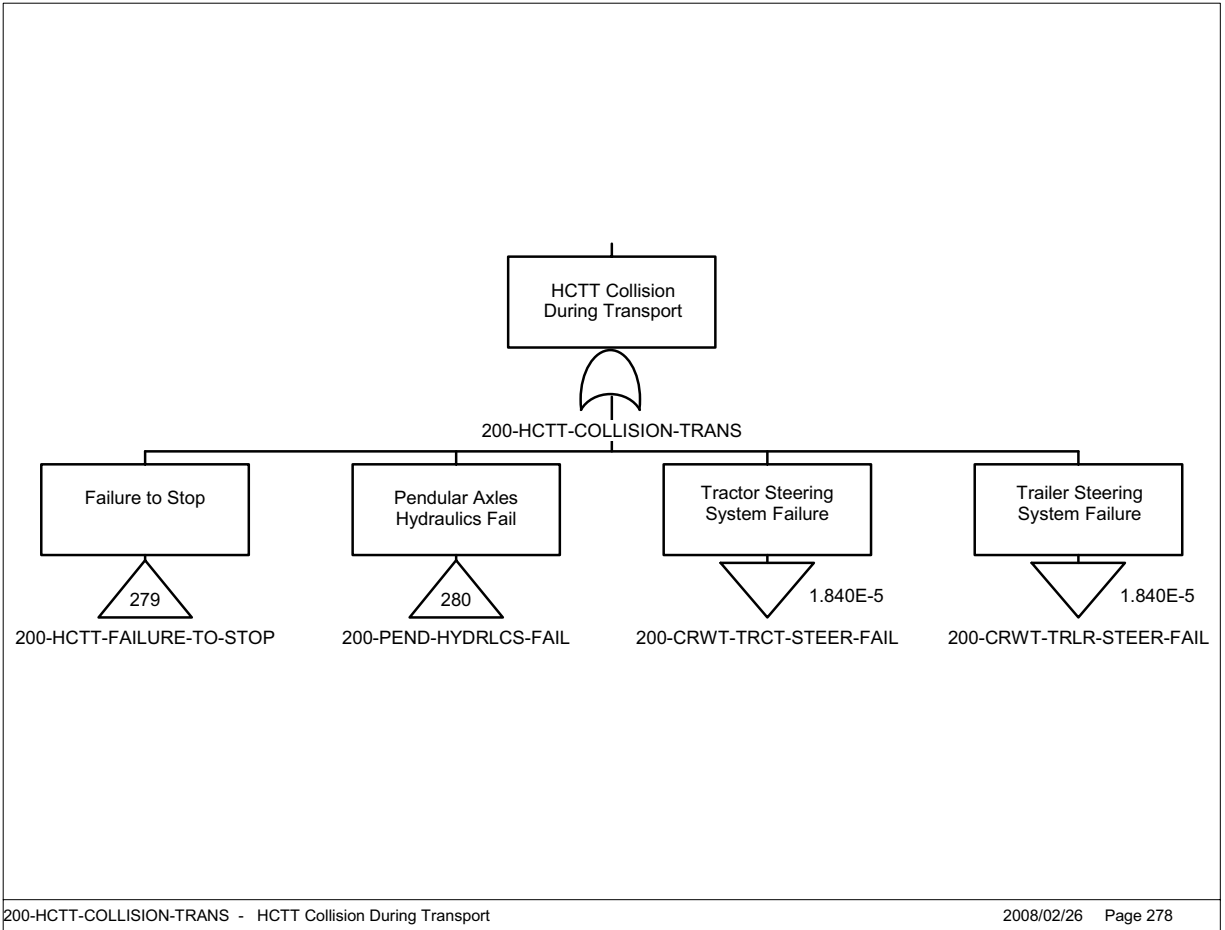 HCTT Collision
During Transport
200-HCTT-COLLISION-TRANS
Failure to Stop
279
200-HCTT-FAILURE-TO-STOP
Pendular Axles
Hydraulics Fail
280
200-PEND-HYDRLCS-FAIL
Tractor Steering
System Failure
1.840E-5
200-CRWT-TRCT-STEER-FAIL
Trailer Steering
System Failure
1.840E-5
200-CRWT-TRLR-STEER-FAIL
200-HCTT-COLLISION-TRANS - HCTT Collision During Transport
2008/02/26 Page 278